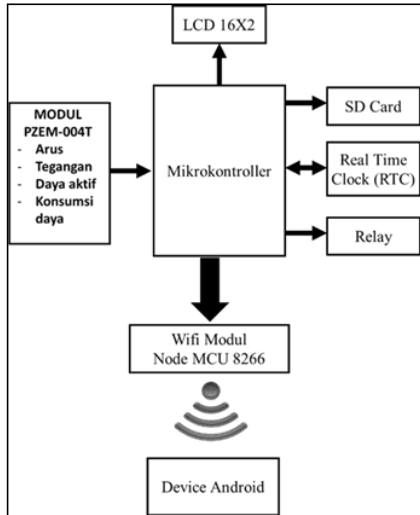 LCD 16X2
MODUL
PZEM-004T
- Arus
- Tegangan
- Daya aktif
- Konsumsi
daya
Mikrokontroller
SD Card
Real Time
Clock (RTC)
Relay
Wifi Modul
Node MCU 8266
Device Android